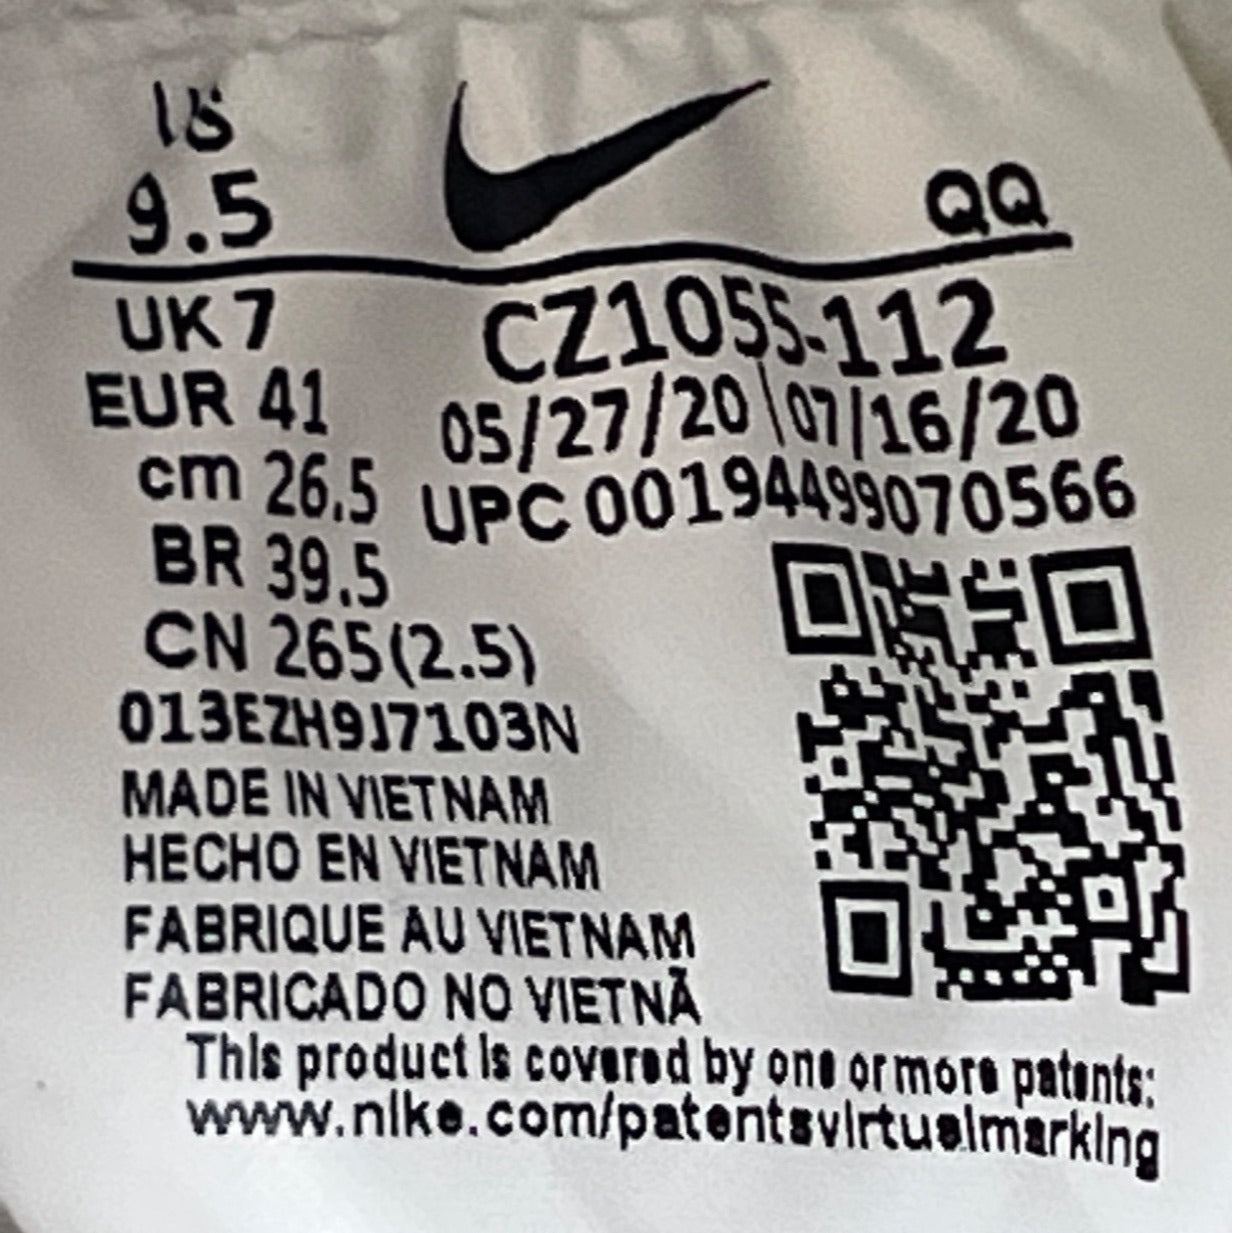 9.5
QQ
UK 7
EUR 41
cm 26.5
BR 39.5
CN 265(2.5)
CZ1055-112
05/27/20 \ 07/16/20
UPC 00194499070566
013EZH9J7103N
MADE IN VIETNAM
HECHO EN VIETNAM
FABRIQUE AU VIETNAM
FABRICADO NO VIETNÃ
This product is covered by one or more patents:
www.nike.com/patentsvirtualmarking